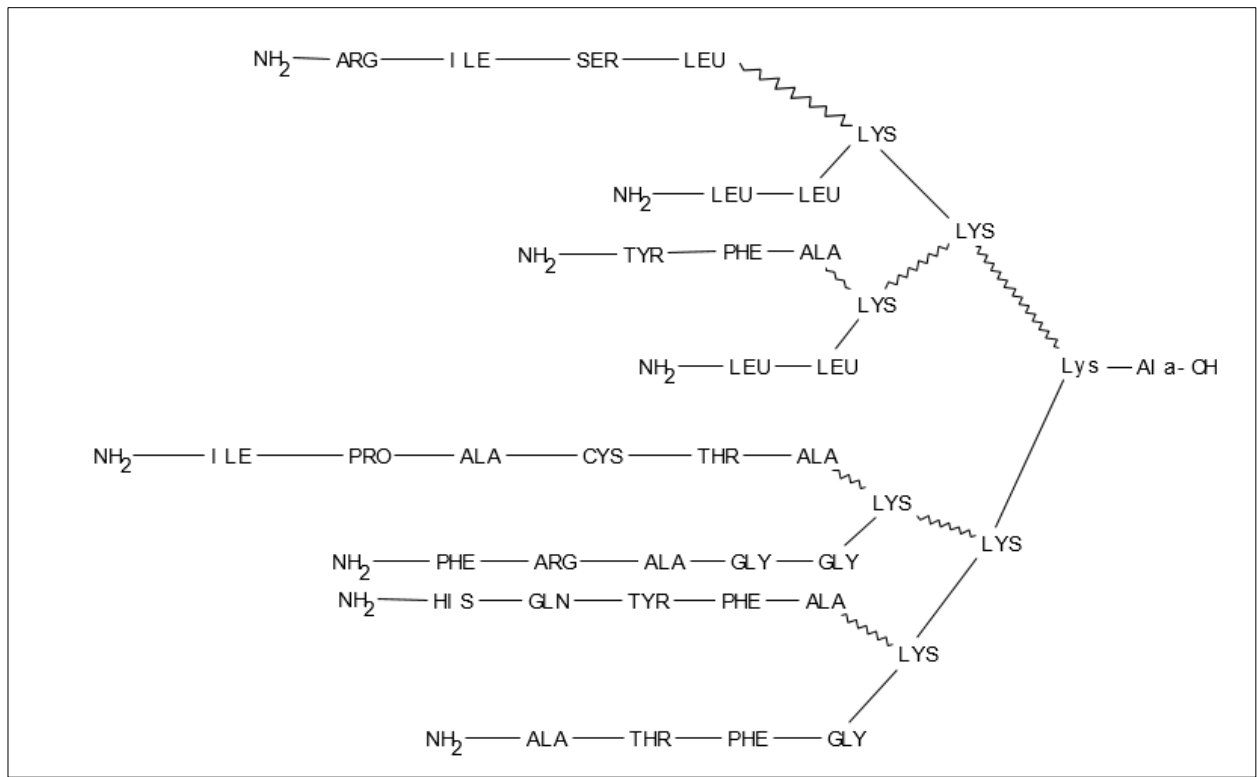 NH2 ARG ILE SER LEU
LYS
NH2 LEU LEU
LYS
NH2 TYR PHE ALA
LYS
NH2 LEU LEU
Lys Ala-OH
NH2 ILE PRO ALA CYS THR ALA
LYS
LYS
NH2 PHE ARG ALA GLY GLY
NH2 HIS GLN TYR PHE ALA
LYS
NH2 ALA THR PHE GLY